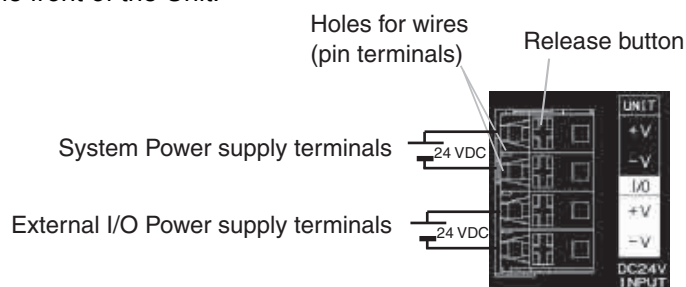 e front of the Unit.
Holes for wires
(pin terminals)
Release button
UNIT
+V
System Power supply terminals
24 VDC
-V
I/O
+V
External I/O Power supply terminals
24 VDC
-V
DC24V
INPUT